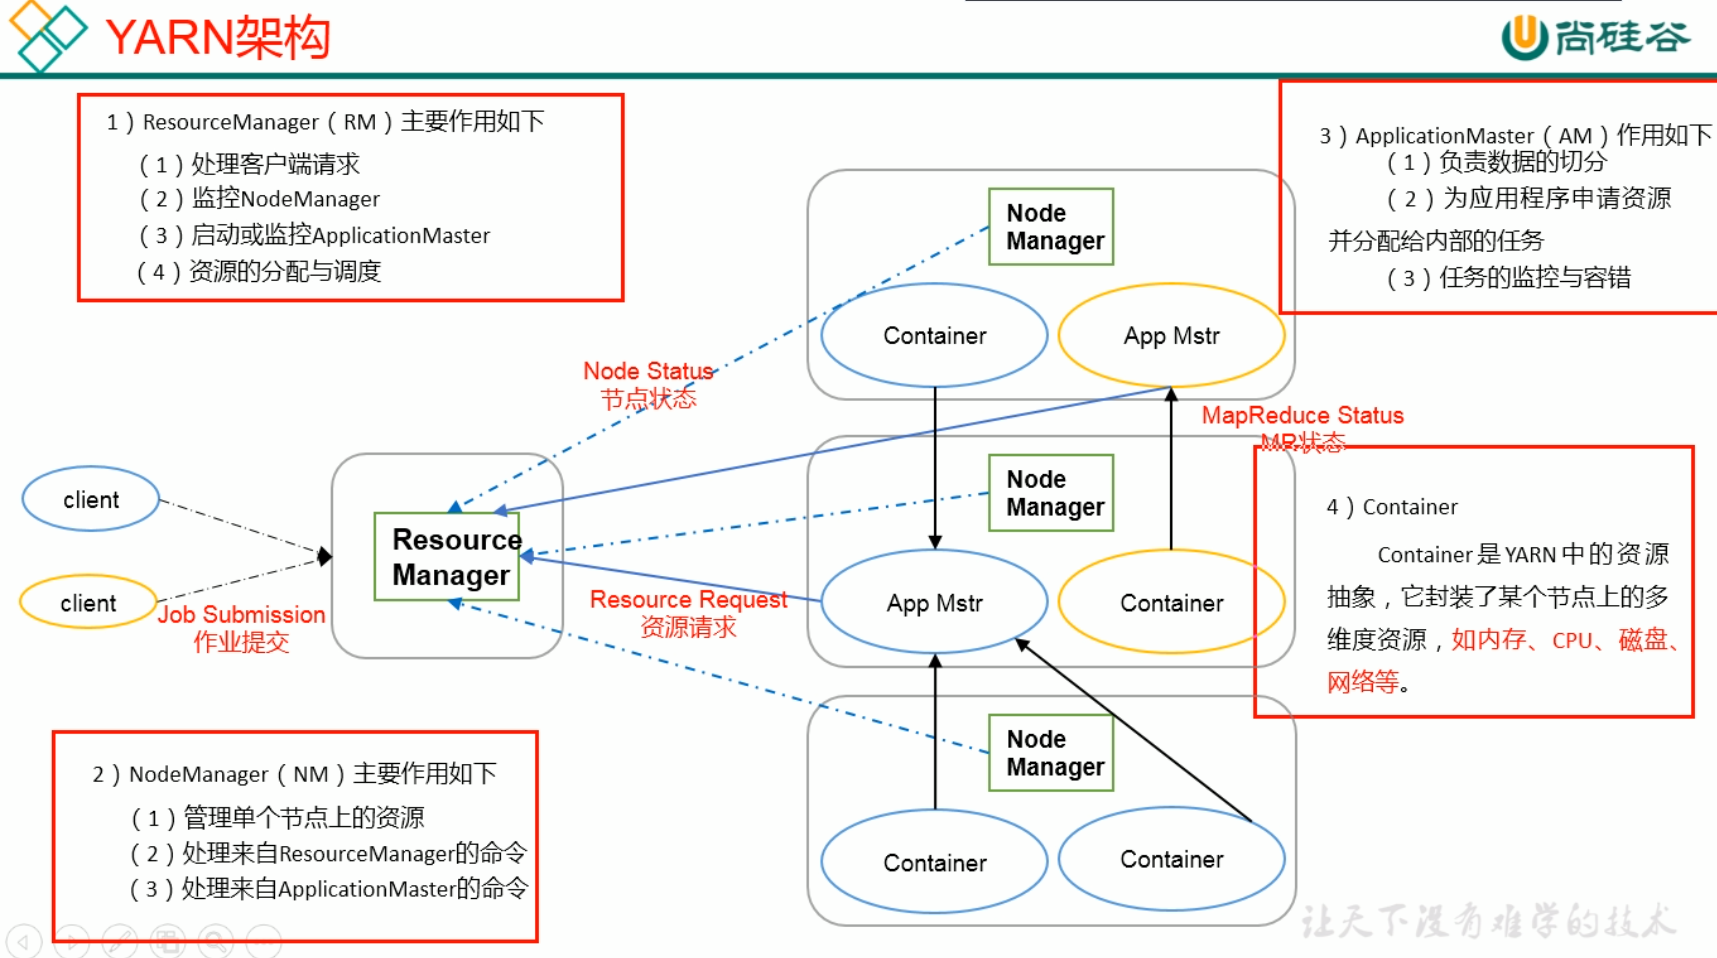 YARN架构
尚硅谷
1）ResourceManager（RM）主要作用如下
（1）处理客户端请求
（2）监控NodeManager
（3）启动或监控ApplicationMaster
（4）资源的分配与调度
3）ApplicationMaster（AM）作用如下
（1）负责数据的切分
（2）为应用程序申请资源
并分配给内部的任务
（3）任务的监控与容错
Node
Manager
Container
App Mstr
Node Status
节点状态
MapReduce Status
MR状态
client
client
Job Submission
作业提交
Resource
Manager
Resource Request
资源请求
Node
Manager
App Mstr
Container
4）Container
Container是YARN中的资源
抽象，它封装了某个节点上的多
维度资源，如内存、CPU、磁盘、
网络等。
2）NodeManager（NM）主要作用如下
（1）管理单个节点上的资源
（2）处理来自ResourceManager的命令
（3）处理来自ApplicationMaster的命令
Node
Manager
Container
Container
让天下没有难学的技术